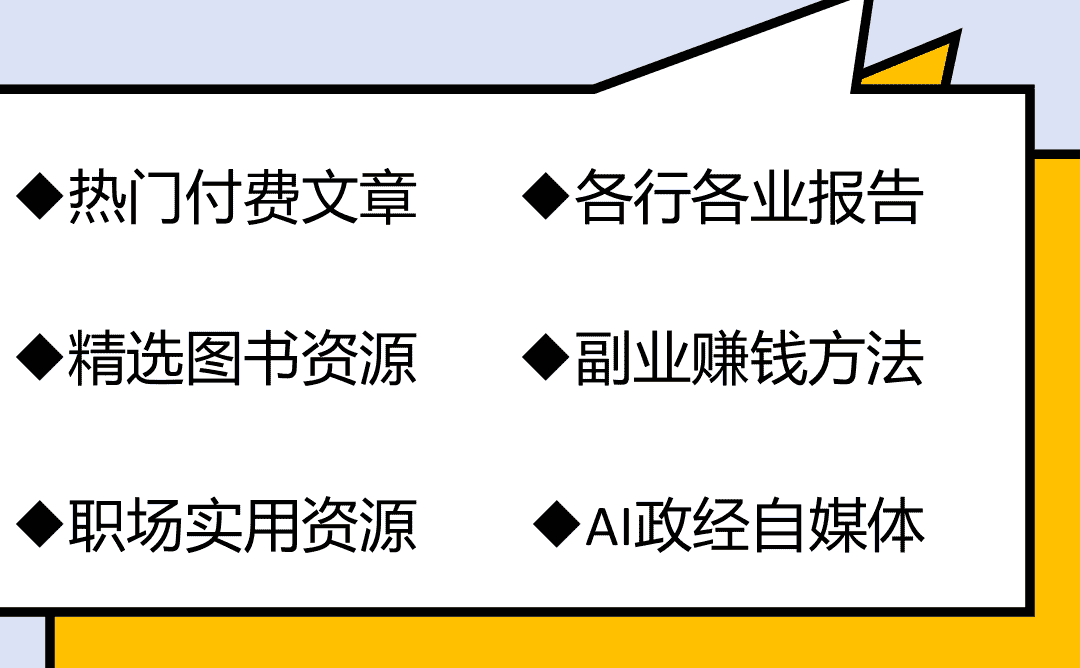 ◆热门付费文章 ◆各行各业报告
◆精选图书资源 ◆副业赚钱方法
◆职场实用资源 ◆AI政经自媒体